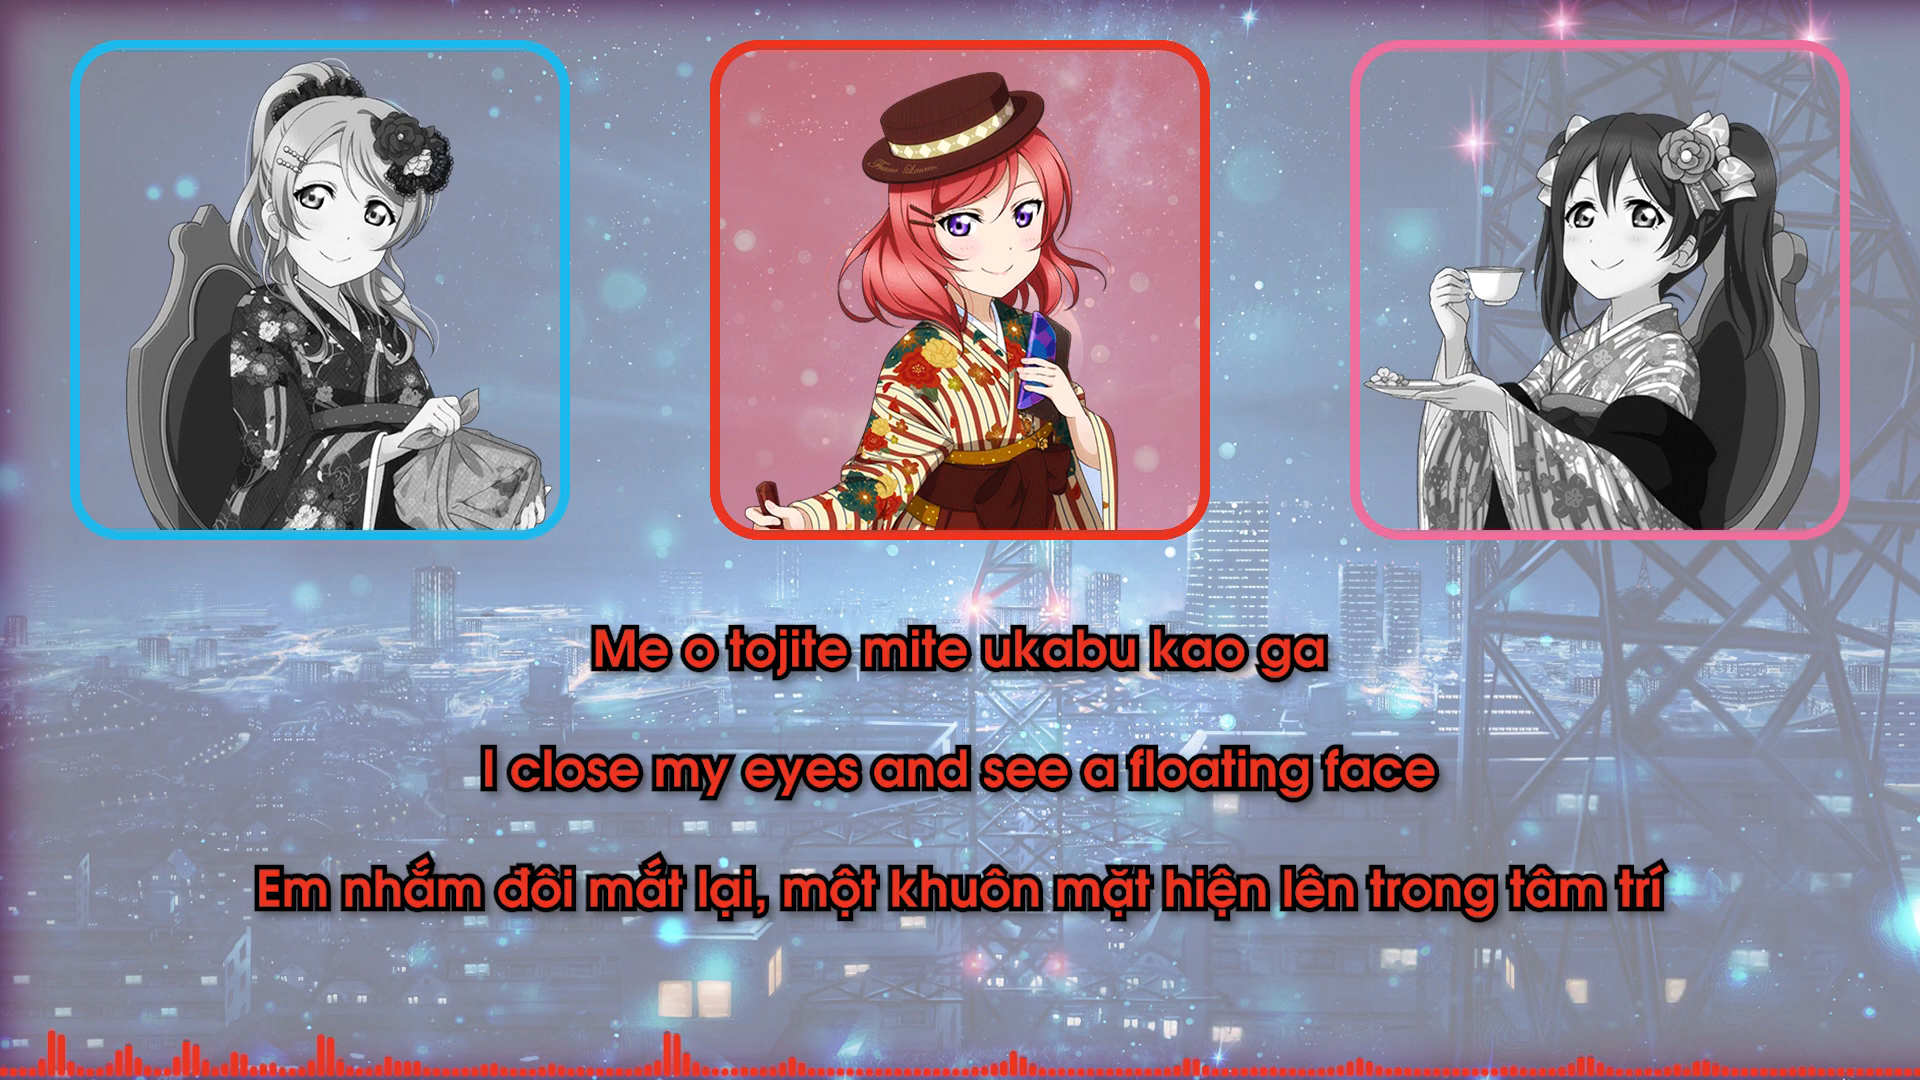 Me o tojite mite ukabu kao ga
I close my eyes and see a floating face
Em nhắm đôi mắt lại, một khuôn mặt hiện lên trong tâm trí